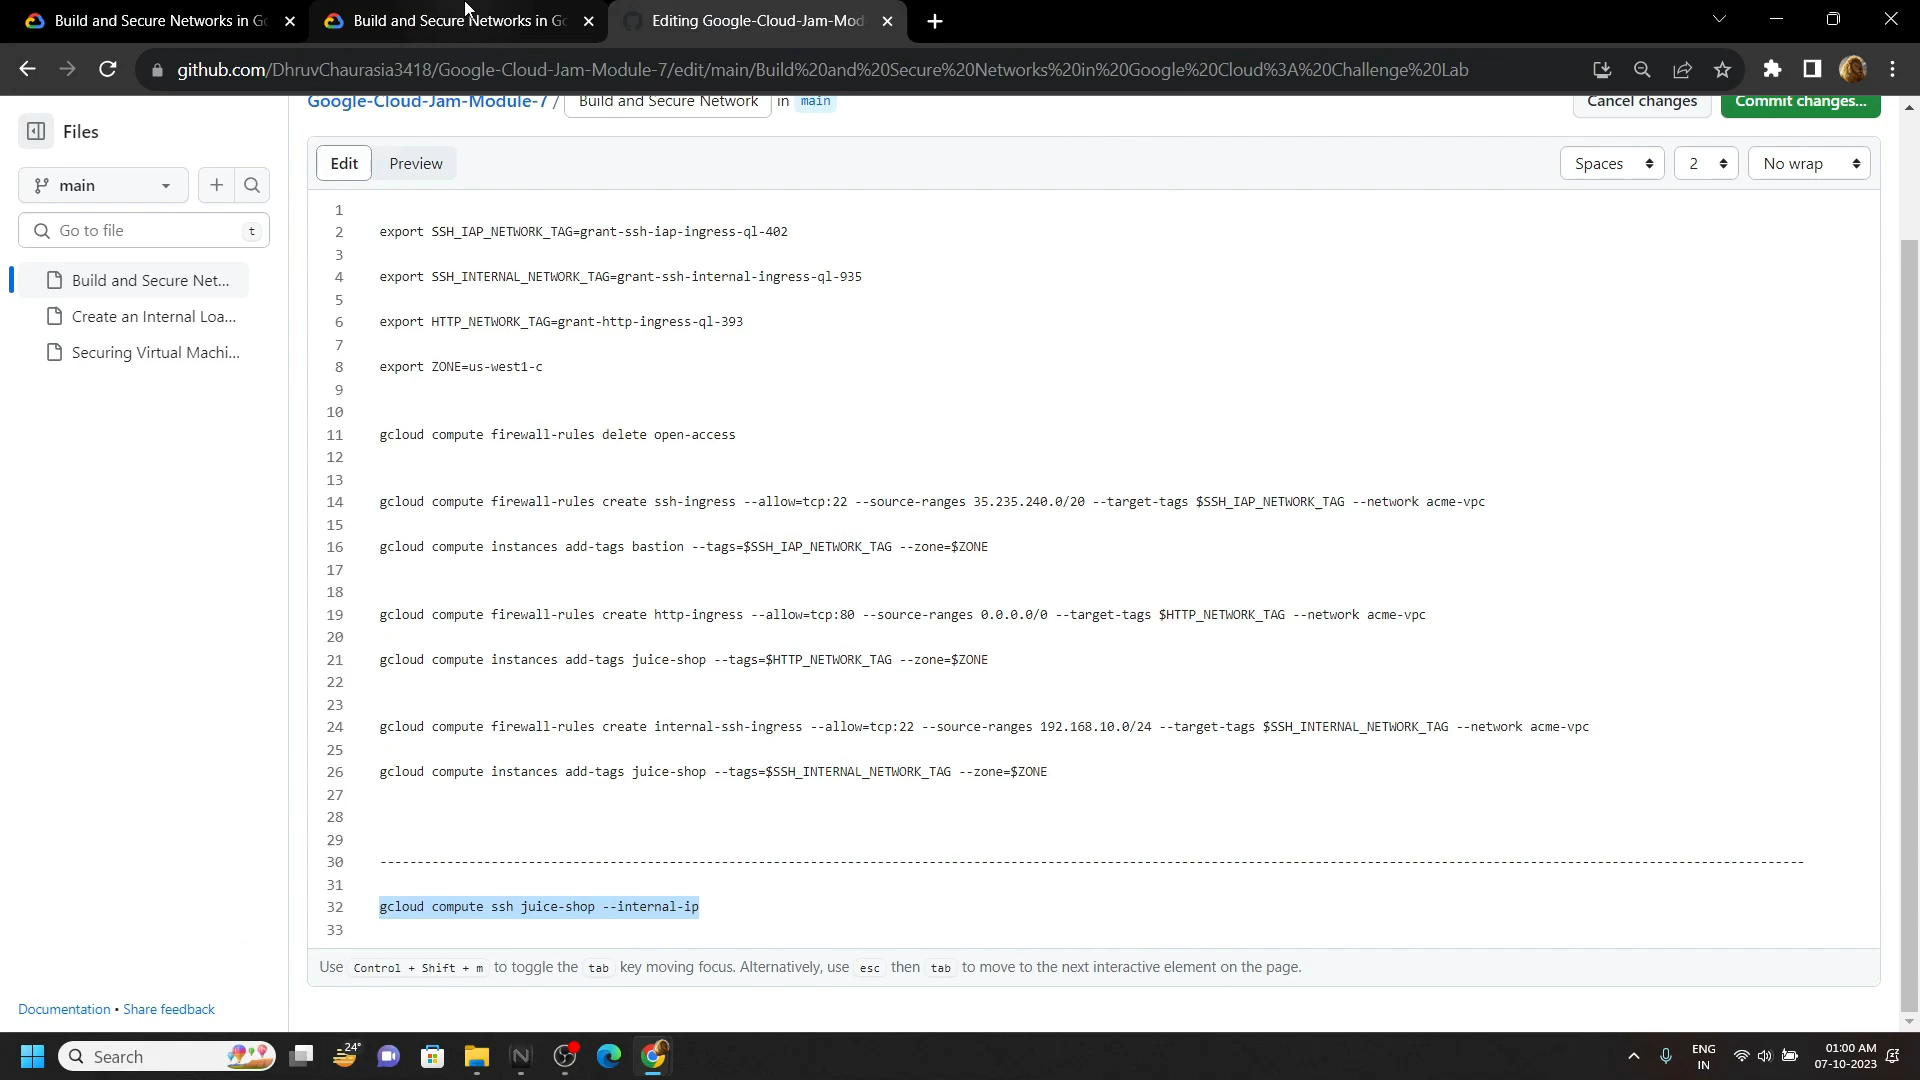 Build and Secure Networks in G
Build and Secure Networks in G
Editing Google-Cloud-Jam-Mod
github.com/DhruvChaurasia3418/Google-Cloud-Jam-Module-7/edit/main/Build%20and%20Secure%20Networks%20in%20Google%20Cloud%3A%20Challenge%20Lab
Google-Cloud-Jam-Module-7 / Build and Secure Network in main
Cancel changes
Commit changes...
Files
main
Go to file
t
Build and Secure Net...
Create an Internal Loa...
Securing Virtual Machi...
Edit
Preview
Spaces
2
No wrap
1
2 export SSH_IAP_NETWORK_TAG=grant-ssh-iap-ingress-ql-402
3
4 export SSH_INTERNAL_NETWORK_TAG=grant-ssh-internal-ingress-ql-935
5
6 export HTTP_NETWORK_TAG=grant-http-ingress-ql-393
7
8 export ZONE=us-west1-c
9
10
11 gcloud compute firewall-rules delete open-access
12
13
14 gcloud compute firewall-rules create ssh-ingress --allow=tcp:22 --source-ranges 35.235.240.0/20 --target-tags $SSH_IAP_NETWORK_TAG --network acme-vpc
15
16 gcloud compute instances add-tags bastion --tags=$SSH_IAP_NETWORK_TAG --zone=$ZONE
17
18
19 gcloud compute firewall-rules create http-ingress --allow=tcp:80 --source-ranges 0.0.0.0/0 --target-tags $HTTP_NETWORK_TAG --network acme-vpc
20
21 gcloud compute instances add-tags juice-shop --tags=$HTTP_NETWORK_TAG --zone=$ZONE
22
23
24 gcloud compute firewall-rules create internal-ssh-ingress --allow=tcp:22 --source-ranges 192.168.10.0/24 --target-tags $SSH_INTERNAL_NETWORK_TAG --network acme-vpc
25
26 gcloud compute instances add-tags juice-shop --tags=$SSH_INTERNAL_NETWORK_TAG --zone=$ZONE
27
28
29
30 ------------------------------------------------------------------------------------------------------------------------------------------------------------------------------------------------
31
32 gcloud compute ssh juice-shop --internal-ip
33
Use Control + Shift + m to toggle the tab key moving focus. Alternatively, use esc then tab to move to the next interactive element on the page.
Documentation • Share feedback
Search
24°
ENG
IN
01:00 AM
07-10-2023